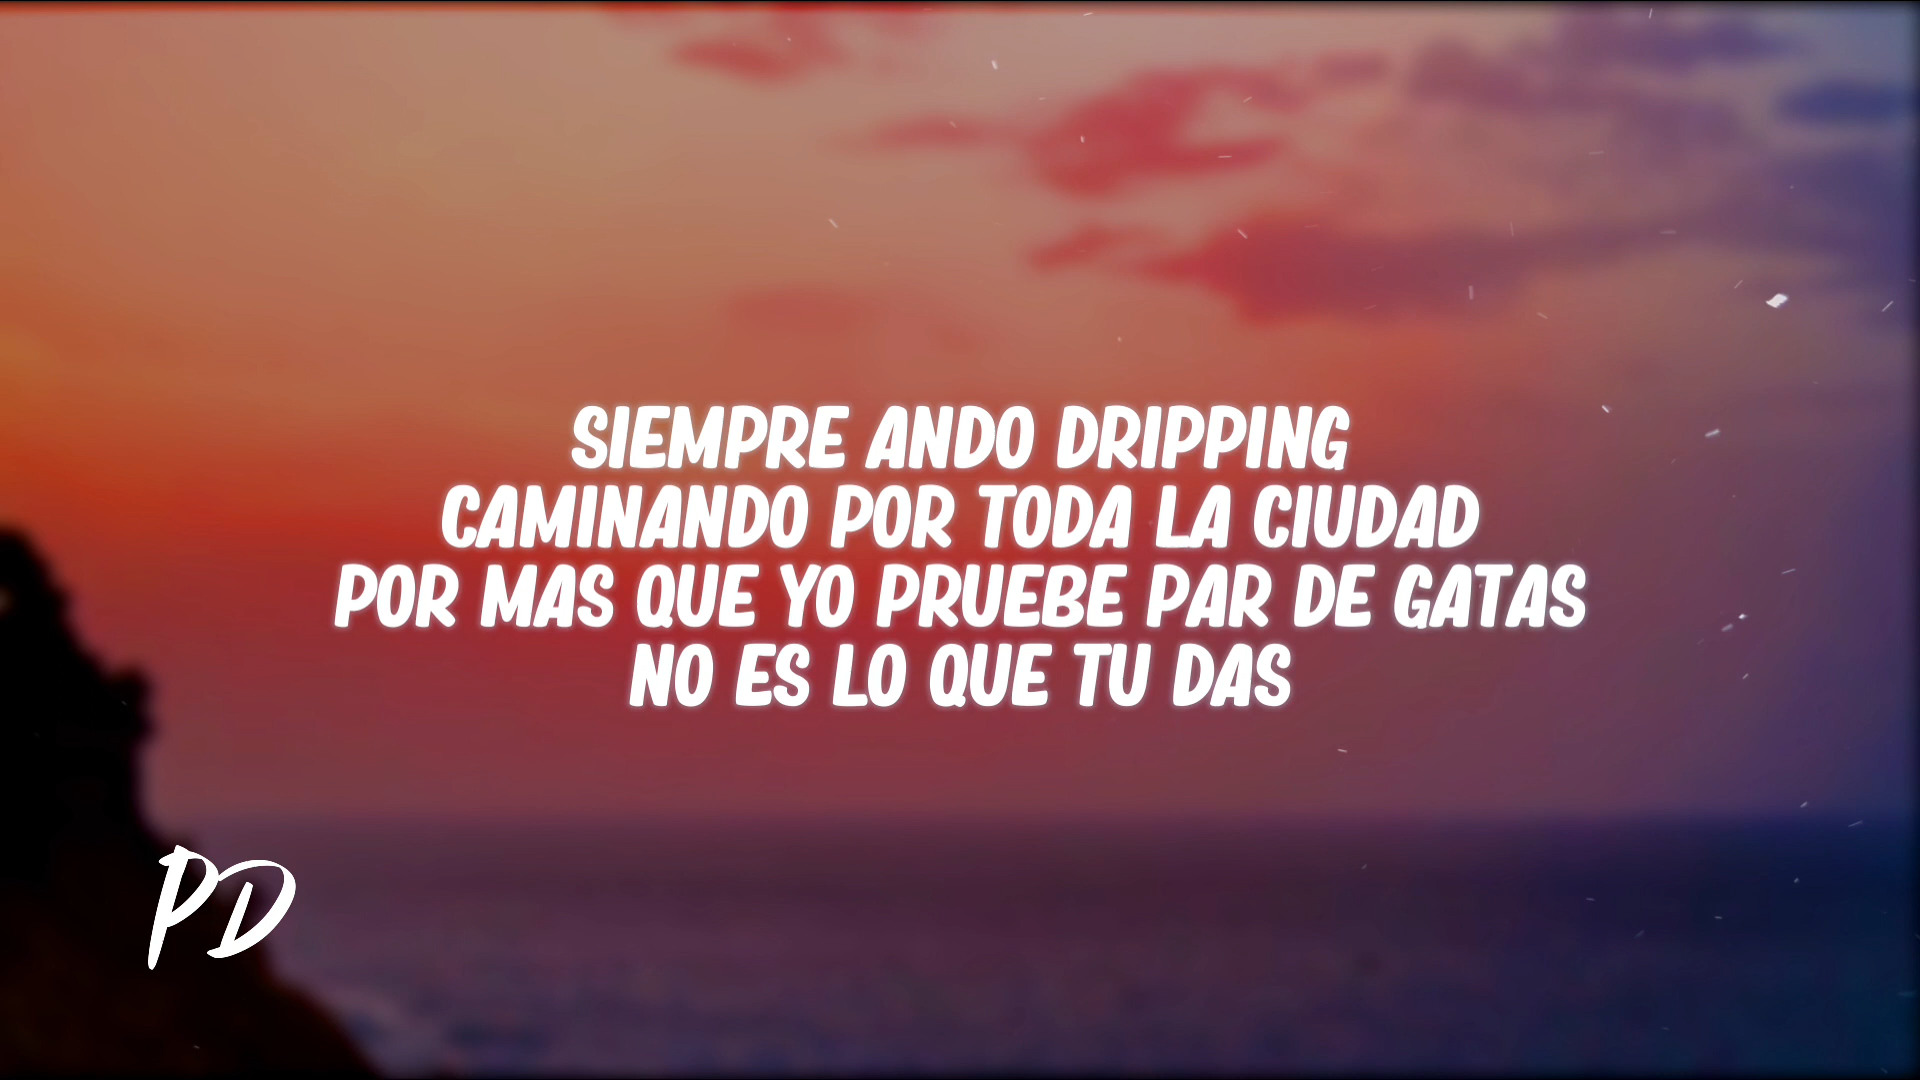 SIEMPRE ANDO DRIPPING
CAMINANDO POR TODA LA CIUDAD
POR MAS QUE YO PRUEBE PAR DE GATAS
NO ES LO QUE TU DAS
PD